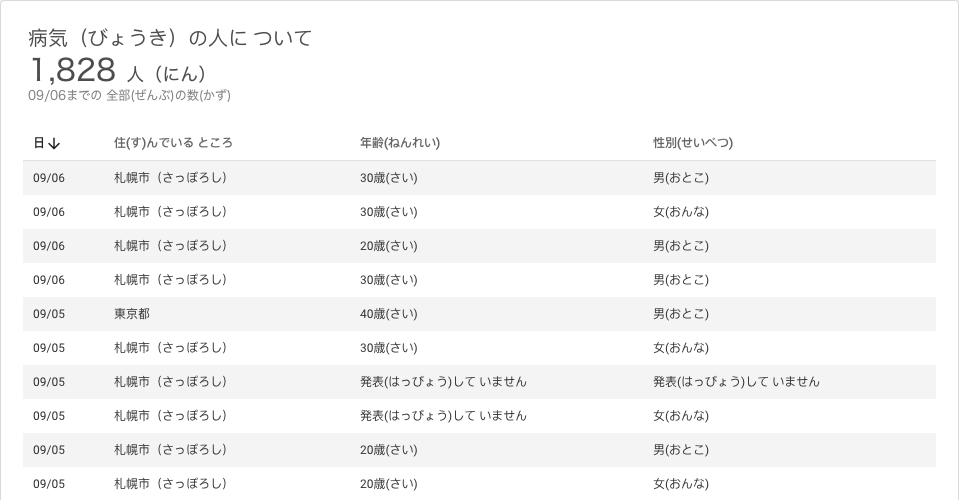 病気（びょうき）の人に ついて
1,828 人（にん）
09/06までの 全部(ぜんぶ)の数(かず)
日↓ 住(す)んでいる ところ 年齢(ねんれい) 性別(せいべつ)
09/06 札幌市（さっぽろし） 30歳(さい) 男(おとこ)
09/06 札幌市（さっぽろし） 30歳(さい) 女(おんな)
09/06 札幌市（さっぽろし） 20歳(さい) 男(おとこ)
09/06 札幌市（さっぽろし） 30歳(さい) 男(おとこ)
09/05 東京都 40歳(さい) 男(おとこ)
09/05 札幌市（さっぽろし） 30歳(さい) 女(おんな)
09/05 札幌市（さっぽろし） 発表(はっぴょう)して いません 発表(はっぴょう)して いません
09/05 札幌市（さっぽろし） 発表(はっぴょう)して いません 女(おんな)
09/05 札幌市（さっぽろし） 20歳(さい) 男(おとこ)
09/05 札幌市（さっぽろし） 20歳(さい) 女(おんな)